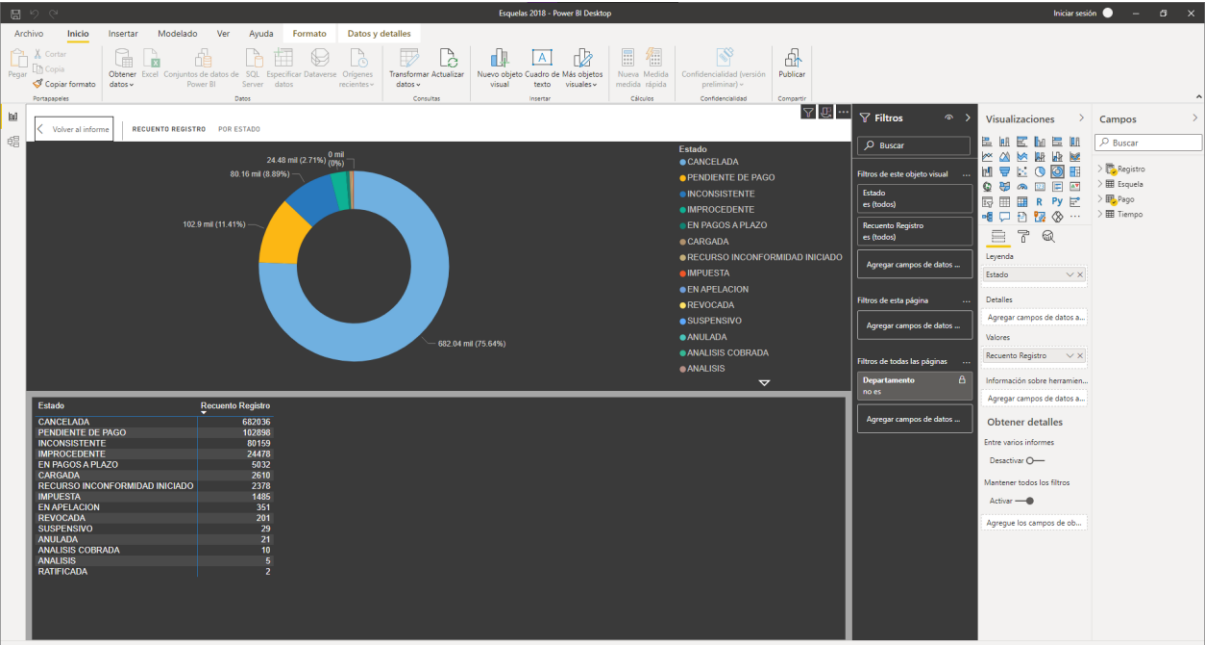 Esquelas 2018 - Power BI Desktop
Iniciar sesión
Archivo Inicio Insertar Modelado Ver Ayuda Formato Datos y detalles
Pegar
Cortar
Copia
Copiar formato
Portapapeles
Obtener datos
Excel
Conjuntos de datos de Power BI
SQL Server
Especificar datos
Dataverse
Orígenes recientes
Datos
Transformar datos
Actualizar
Consultas
Nuevo objeto visual
Cuadro de texto
Más objetos visuales
Insertar
Nueva medida
Medida rápida
Cálculos
Confidencialidad (versión preliminar)
Confidencialidad
Publicar
Compartir
Volver al informe
RECUENTO REGISTRO POR ESTADO
0 mil
(0%)
24.48 mil (2.71%)
80.16 mil (8.89%)
102.9 mil (11.41%)
682.04 mil (75.64%)
Estado
CANCELADA
PENDIENTE DE PAGO
INCONSISTENTE
IMPROCEDENTE
EN PAGOS A PLAZO
CARGADA
RECURSO INCONFORMIDAD INICIADO
IMPUESTA
EN APELACION
REVOCADA
SUSPENSIVO
ANULADA
ANALISIS COBRADA
ANALISIS
Estado Recuento Registro
CANCELADA 682036
PENDIENTE DE PAGO 102898
INCONSISTENTE 80159
IMPROCEDENTE 24478
EN PAGOS A PLAZO 5032
CARGADA 2610
RECURSO INCONFORMIDAD INICIADO 2378
IMPUESTA 1485
EN APELACION 351
REVOCADA 201
SUSPENSIVO 29
ANULADA 21
ANALISIS COBRADA 10
ANALISIS 5
RATIFICADA 2
Filtros
Buscar
Filtros de este objeto visual ...
Estado
es (todos)
Recuento Registro
es (todos)
Agregar campos de datos ...
Filtros de esta página ...
Agregar campos de datos ...
Filtros de todas las páginas ...
Departamento
no es
Agregar campos de datos ...
Visualizaciones
R Py
Leyenda
Estado
Detalles
Agregar campos de datos a...
Valores
Recuento Registro
Información sobre herramien...
Agregar campos de datos a...
Obtener detalles
Entre varios informes
Desactivar
Mantener todos los filtros
Activar
Agregue los campos de ob...
Campos
Buscar
Registro
Esquela
Pago
Tiempo